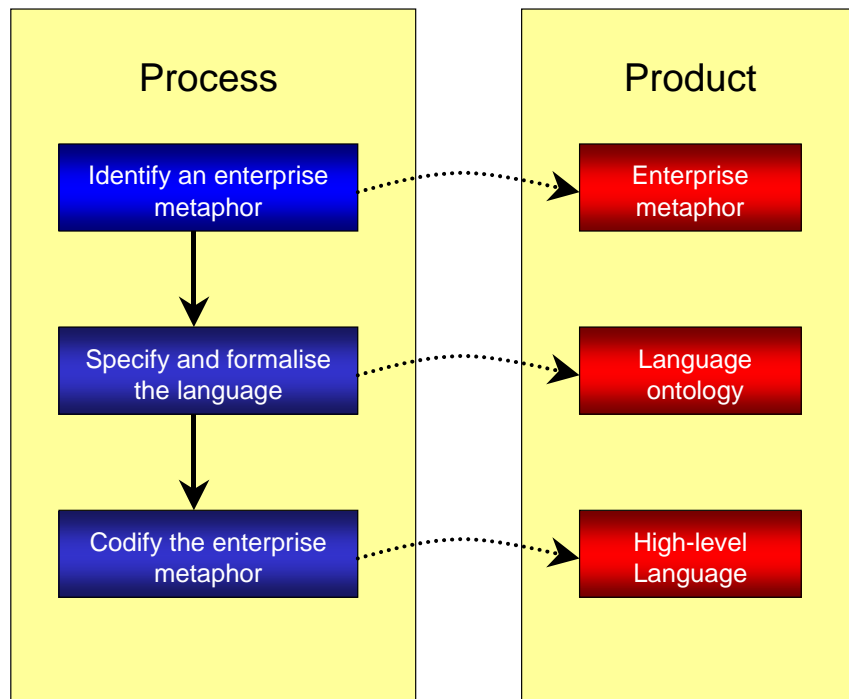 Process
Product
Identify an enterprise
metaphor
Enterprise
metaphor
Specify and formalise
the language
Language
ontology
Codify the enterprise
metaphor
High-level
Language